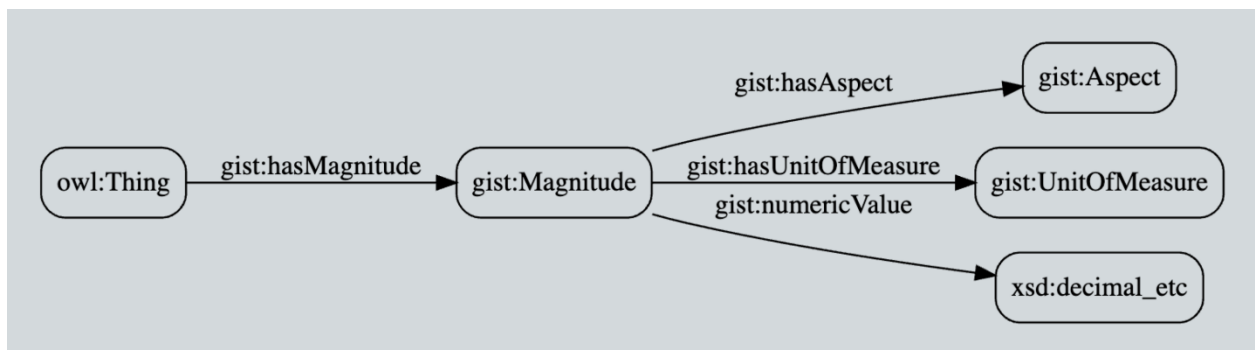 gist:hasAspect
gist:Aspect
owl:Thing
gist:hasMagnitude
gist:Magnitude
gist:hasUnitOfMeasure
gist:UnitOfMeasure
gist:numericValue
xsd:decimal_etc